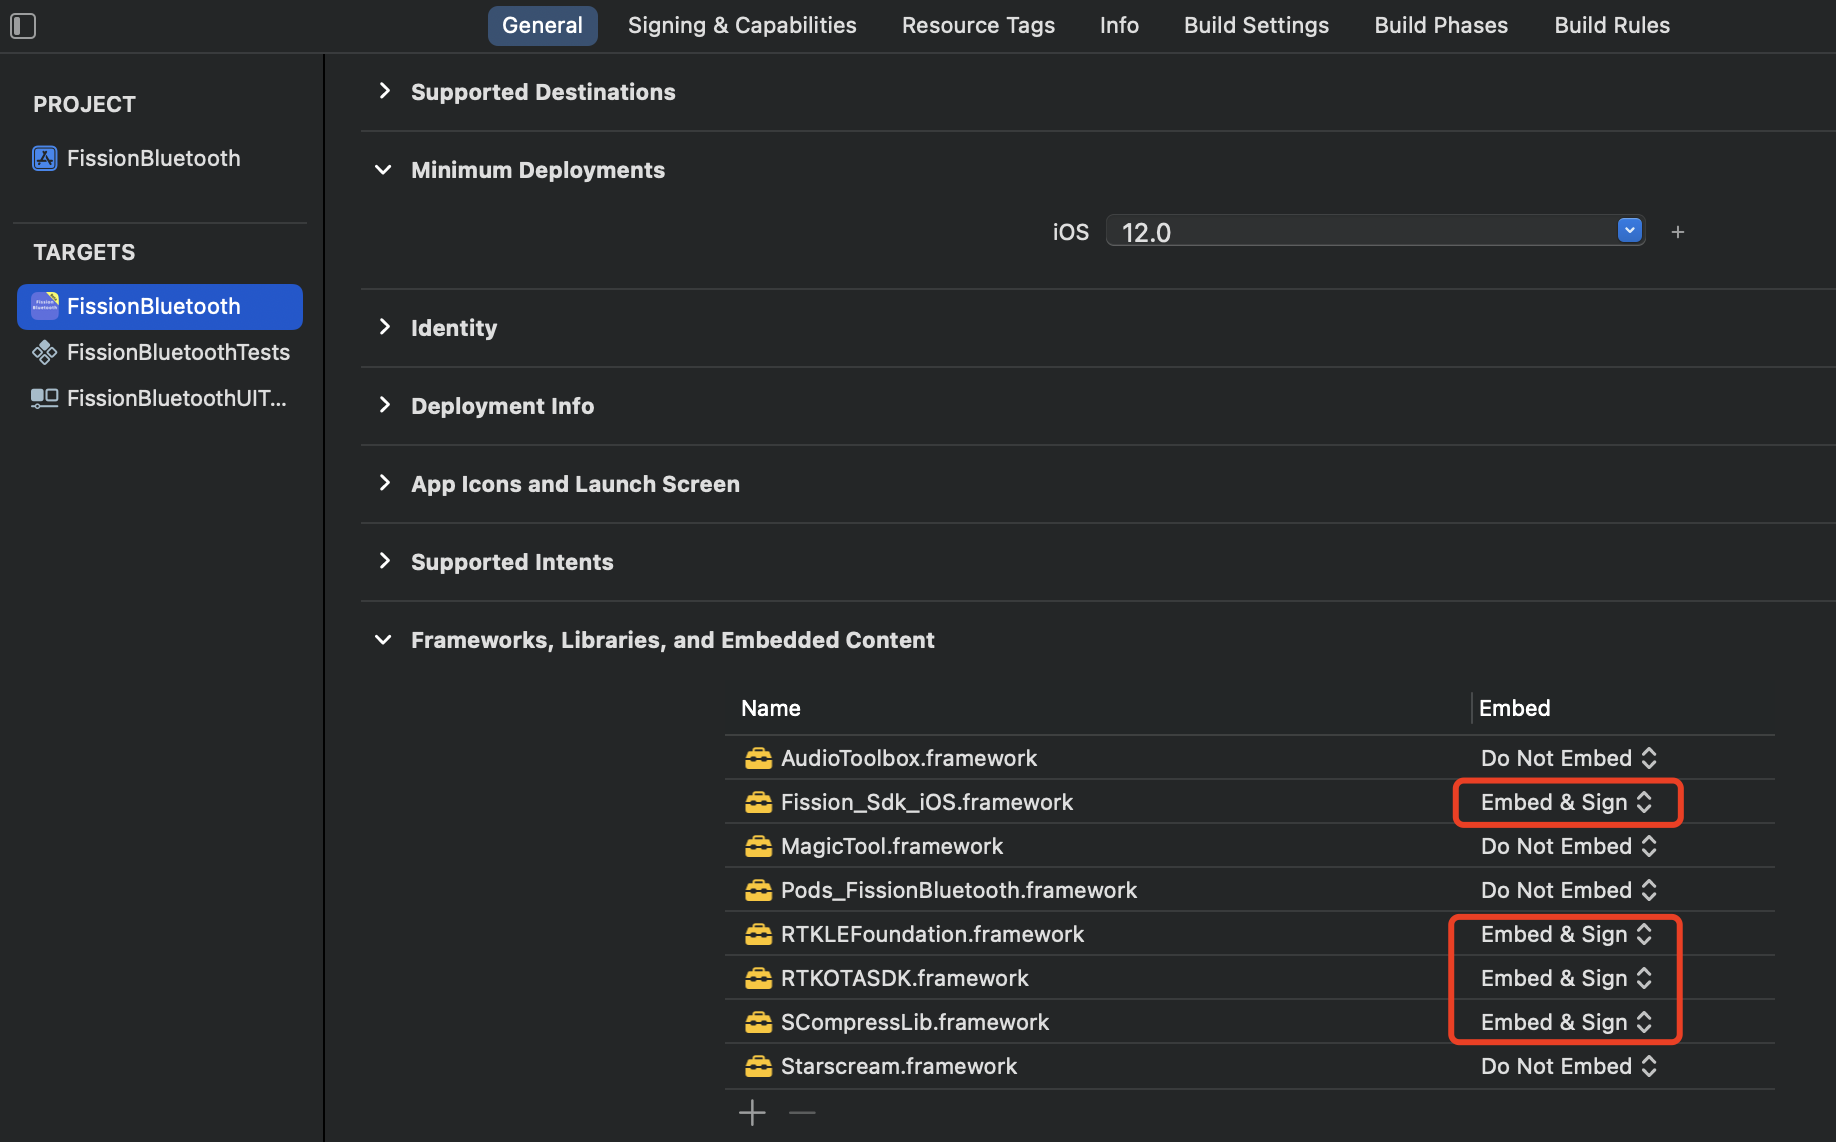 General Signing & Capabilities Resource Tags Info Build Settings Build Phases Build Rules
PROJECT
FissionBluetooth
TARGETS
FissionBluetooth
FissionBluetoothTests
FissionBluetoothUIT...
Supported Destinations
Minimum Deployments
iOS 12.0
Identity
Deployment Info
App Icons and Launch Screen
Supported Intents
Frameworks, Libraries, and Embedded Content
Name Embed
AudioToolbox.framework Do Not Embed
Fission_Sdk_iOS.framework Embed & Sign
MagicTool.framework Do Not Embed
Pods_FissionBluetooth.framework Do Not Embed
RTKLEFoundation.framework Embed & Sign
RTKOTASDK.framework Embed & Sign
SCompressLib.framework Embed & Sign
Starscream.framework Do Not Embed